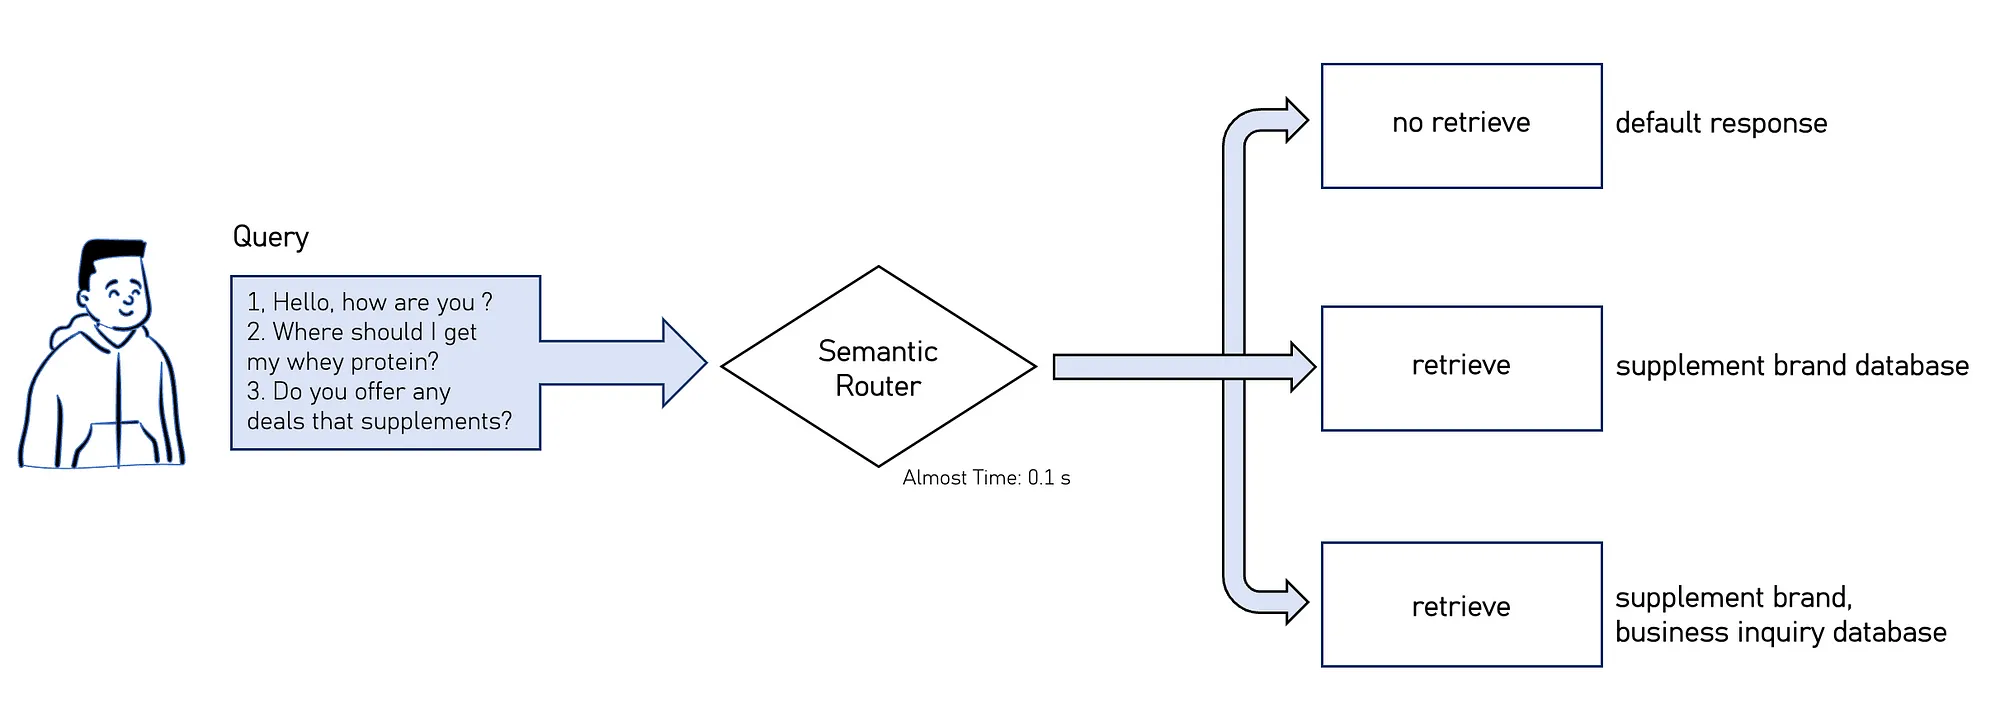 Query
1, Hello, how are you ?
2. Where should I get
my whey protein?
3. Do you offer any
deals that supplements?
Semantic
Router
Almost Time: 0.1 s
no retrieve
default response
retrieve
supplement brand database
retrieve
supplement brand,
business inquiry database